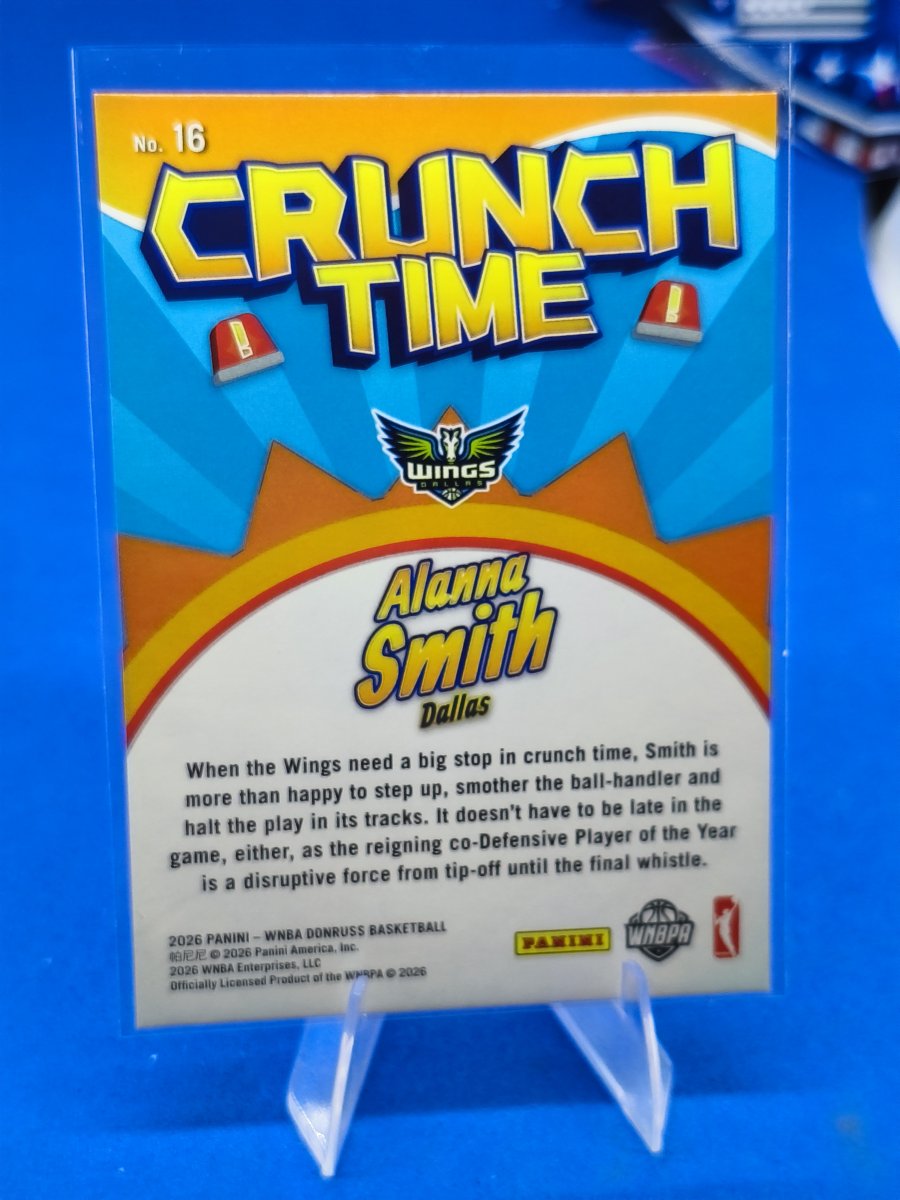 No. 16
CRUNCH
TIME
!
!
WINGS
DALLAS
Alanna
Smith
Dallas
When the Wings need a big stop in crunch time, Smith is
more than happy to step up, smother the ball-handler and
halt the play in its tracks. It doesn't have to be late in the
game, either, as the reigning co-Defensive Player of the Year
is a disruptive force from tip-off until the final whistle.
2026 PANINI – WNBA DONRUSS BASKETBALL
帕尼尼 © 2026 Panini America, Inc.
2026 WNBA Enterprises, LLC
Officially Licensed Product of the WNBPA © 2026
PANINI
WNBPA